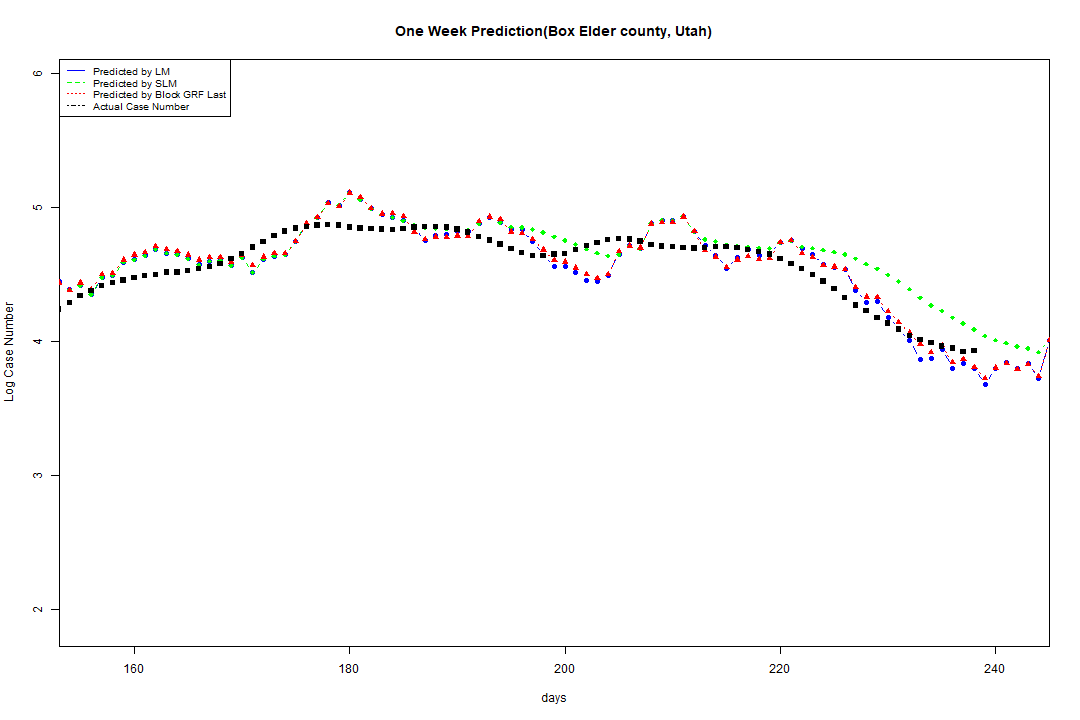 One Week Prediction(Box Elder county, Utah)
Predicted by LM
Predicted by SLM
Predicted by Block GRF Last
Actual Case Number
6
5
4
3
2
Log Case Number
160 180 200 220 240
days